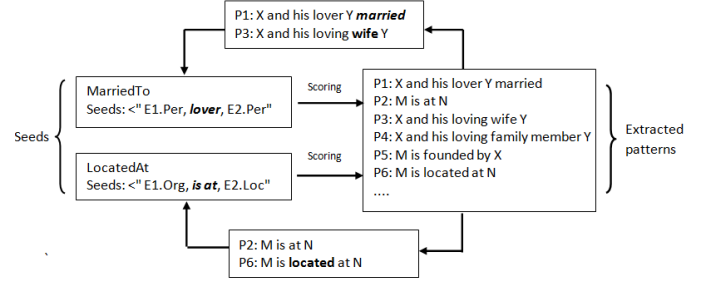 P1: X and his lover Y married
P3: X and his loving wife Y
Seeds
MarriedTo
Seeds: <" E1.Per, lover, E2.Per"
Scoring
LocatedAt
Seeds: <" E1.Org, is at, E2.Loc"
Scoring
P1: X and his lover Y married
P2: M is at N
P3: X and his loving wife Y
P4: X and his loving family member Y
P5: M is founded by X
P6: M is located at N
....
Extracted
patterns
P2: M is at N
P6: M is located at N